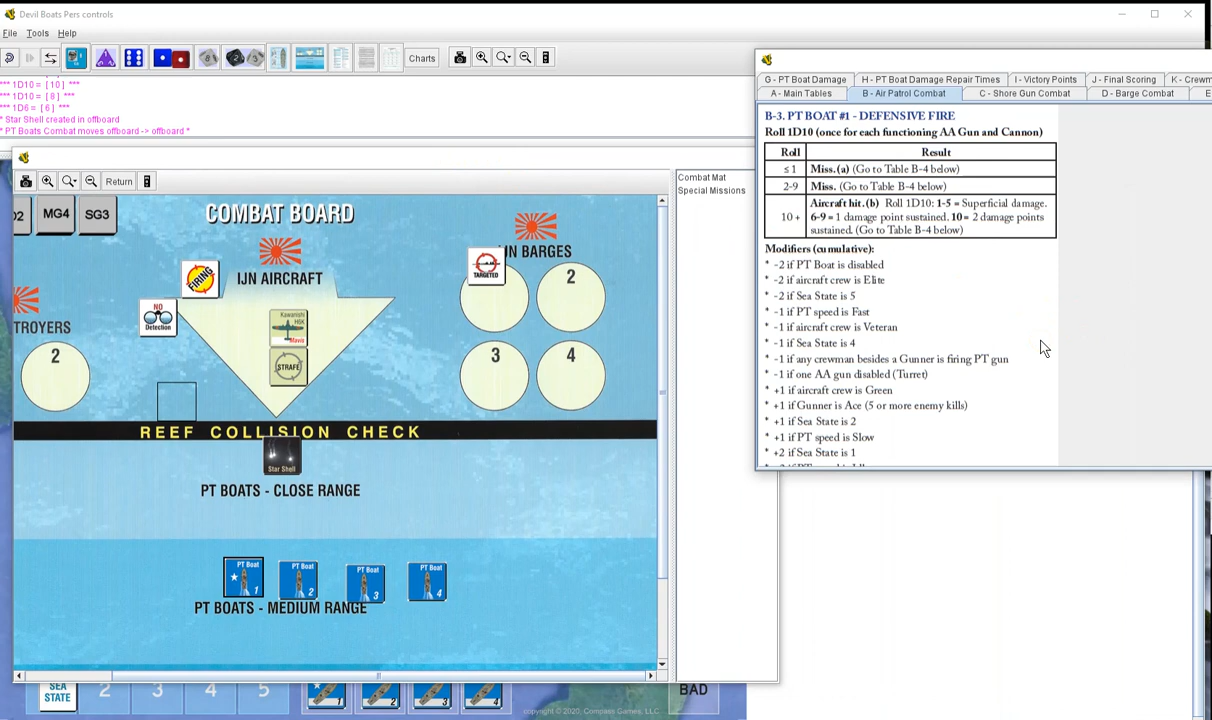 Devil Boats Pers controls
File Tools Help
Charts
*** 1D10 = [ 10 ] ***
*** 1D10 = [ 8 ] ***
*** 1D6 = [ 6 ] ***
* Star Shell created in offboard
* PT Boats Combat moves offboard -> offboard *
Return
Combat Mat
Special Missions
MG4 SG3
COMBAT BOARD
FIRING
IJN AIRCRAFT
NO
Detection
Kawanishi
H6K
Mavis
STRAFE
TARGETED
IJN BARGES
2
3
4
TROYERS
2
REEF COLLISION CHECK
Star Shell
PT BOATS - CLOSE RANGE
PT Boat 1
PT Boat 2
PT Boat 3
PT Boat 4
PT BOATS - MEDIUM RANGE
SEA
STATE
2 3 4 5
1 2 3 4
BAD
copyright © 2020, Compass Games, LLC
G - PT Boat Damage H - PT Boat Damage Repair Times I - Victory Points J - Final Scoring K - Crewm
A - Main Tables B - Air Patrol Combat C - Shore Gun Combat D - Barge Combat E
B-3. PT BOAT #1 - DEFENSIVE FIRE
Roll 1D10 (once for each functioning AA Gun and Cannon)
Roll Result
≤ 1 Miss.(a) (Go to Table B-4 below)
2-9 Miss. (Go to Table B-4 below)
10 + Aircraft hit.(b) Roll 1D10: 1-5 = Superficial damage.
6-9 = 1 damage point sustained. 10 = 2 damage points
sustained. (Go to Table B-4 below)
Modifiers (cumulative):
* -2 if PT Boat is disabled
* -2 if aircraft crew is Elite
* -2 if Sea State is 5
* -1 if PT speed is Fast
* -1 if aircraft crew is Veteran
* -1 if Sea State is 4
* -1 if any crewman besides a Gunner is firing PT gun
* -1 if one AA gun disabled (Turret)
* +1 if aircraft crew is Green
* +1 if Gunner is Ace (5 or more enemy kills)
* +1 if Sea State is 2
* +1 if PT speed is Slow
* +2 if Sea State is 1